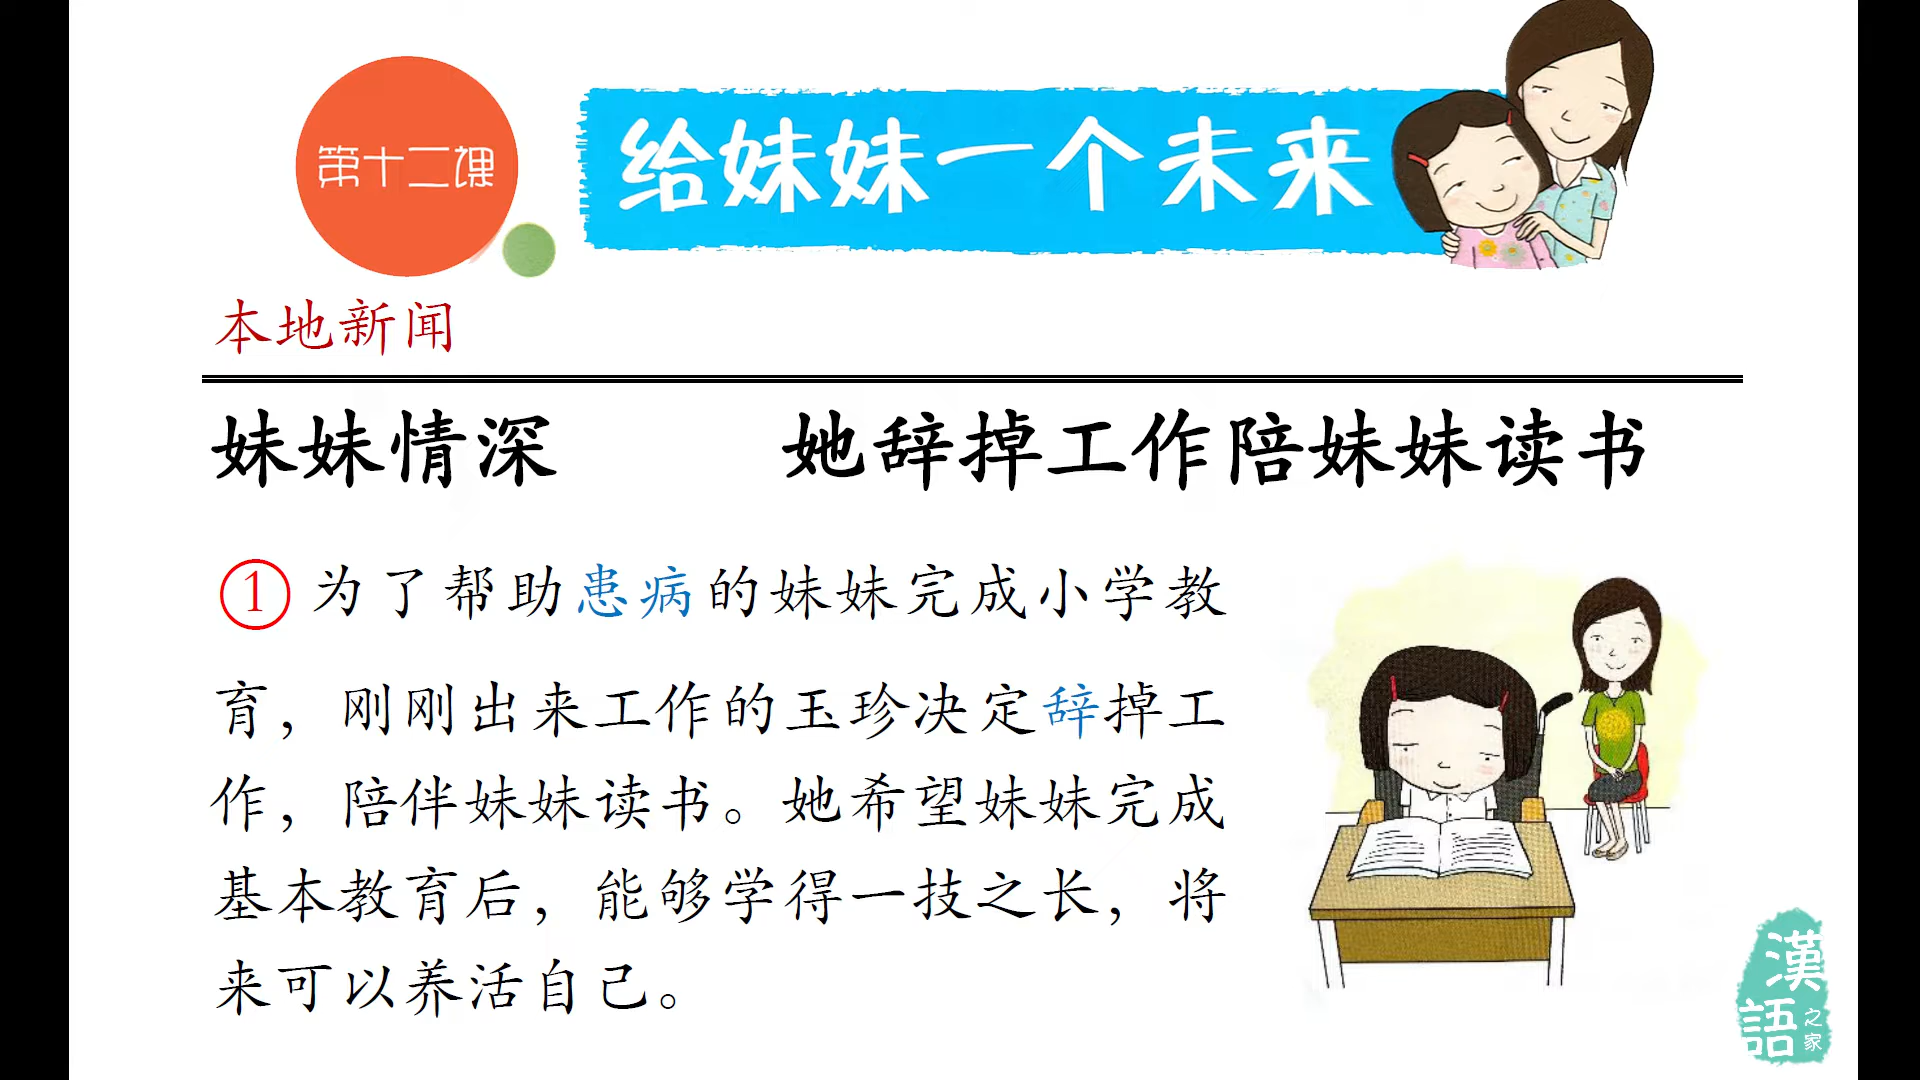 第十二课
给妹妹一个未来
本地新闻
妹妹情深 她辞掉工作陪妹妹读书
① 为了帮助患病的妹妹完成小学教
育，刚刚出来工作的玉珍决定辞掉工
作，陪伴妹妹读书。她希望妹妹完成
基本教育后，能够学得一技之长，将
来可以养活自己。
漢語之家